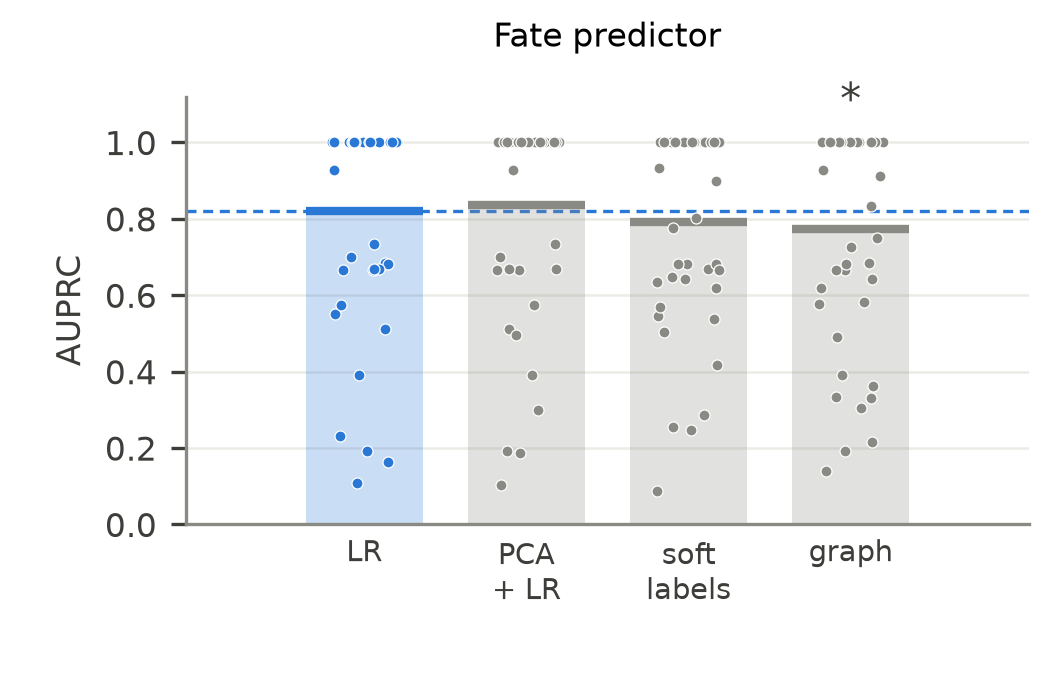 Fate predictor
*
AUPRC
1.0
0.8
0.6
0.4
0.2
0.0
LR
PCA
+ LR
soft
labels
graph